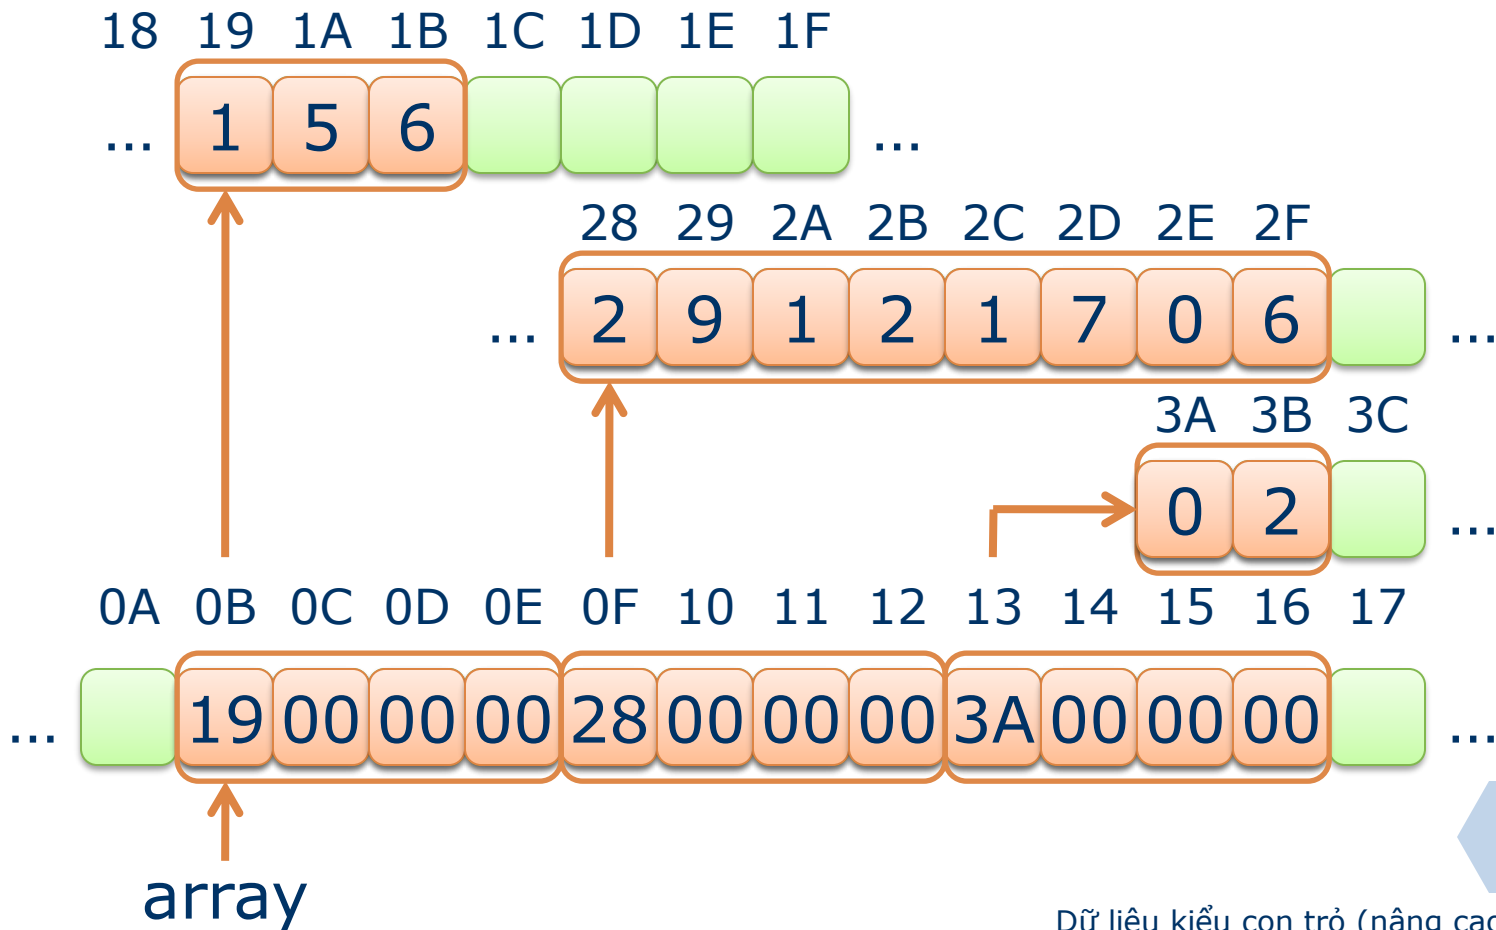 18 19 1A 1B 1C 1D 1E 1F
... 1 5 6 ...
28 29 2A 2B 2C 2D 2E 2F
... 2 9 1 2 1 7 0 6 ...
3A 3B 3C
0 2 ...
0A 0B 0C 0D 0E 0F 10 11 12 13 14 15 16 17
... 19 00 00 00 28 00 00 00 3A 00 00 00 ...
array
Dữ liệu kiểu con trỏ (nâng cao